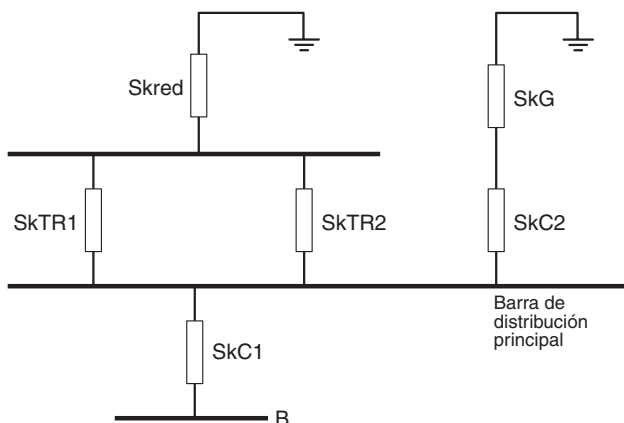 Skred
SkG
SkTR1
SkTR2
SkC2
Barra de
distribución
principal
SkC1
B